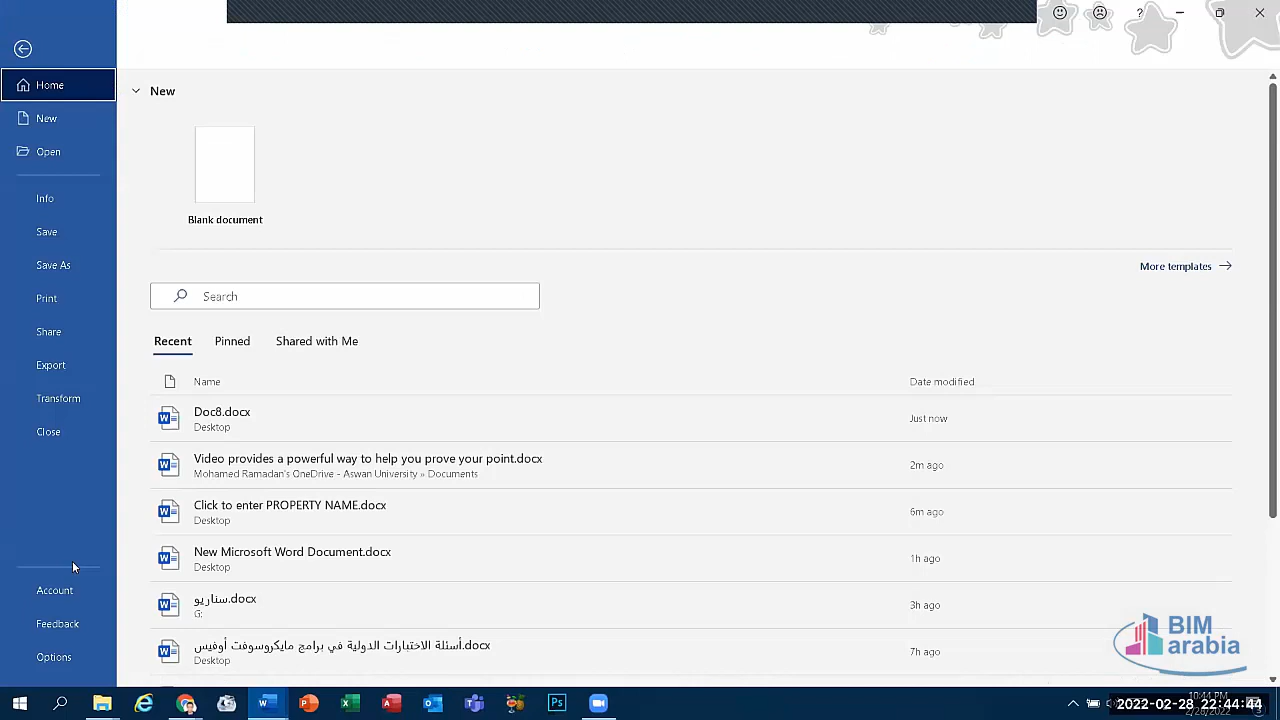 ?
Home
New
Open
Info
Save
Save As
Print
Share
Export
Transform
Close
Account
Feedback
Options
New
Blank document
More templates
Search
Recent Pinned Shared with Me
Name Date modified
Doc8.docx
Desktop
Just now
Video provides a powerful way to help you prove your point.docx
Mohamed Ramadan's OneDrive - Aswan University » Documents
2m ago
Click to enter PROPERTY NAME.docx
Desktop
6m ago
New Microsoft Word Document.docx
Desktop
1h ago
سناريو.docx
G:
3h ago
أسئلة الاختبارات الدولية في برامج مايكروسوفت أوفيس.docx
Desktop
7h ago
BIM
arabia
10:44 PM
2022-02-28 22:44:44
Ps